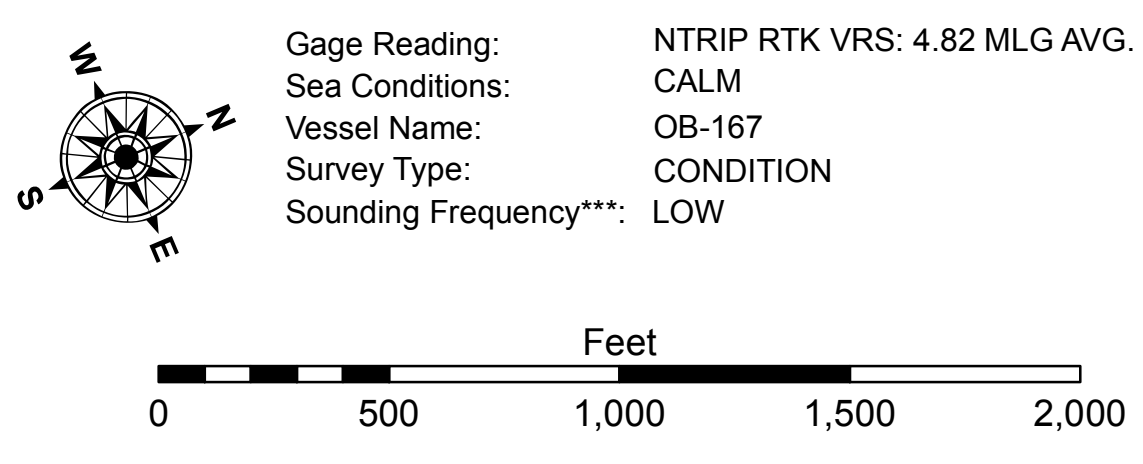 W
N
S
E
Gage Reading: NTRIP RTK VRS: 4.82 MLG AVG.
Sea Conditions: CALM
Vessel Name: OB-167
Survey Type: CONDITION
Sounding Frequency***: LOW
Feet
0 500 1,000 1,500 2,000